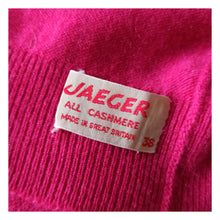 JAEGER
ALL CASHMERE
MADE IN GREAT BRITAIN
38